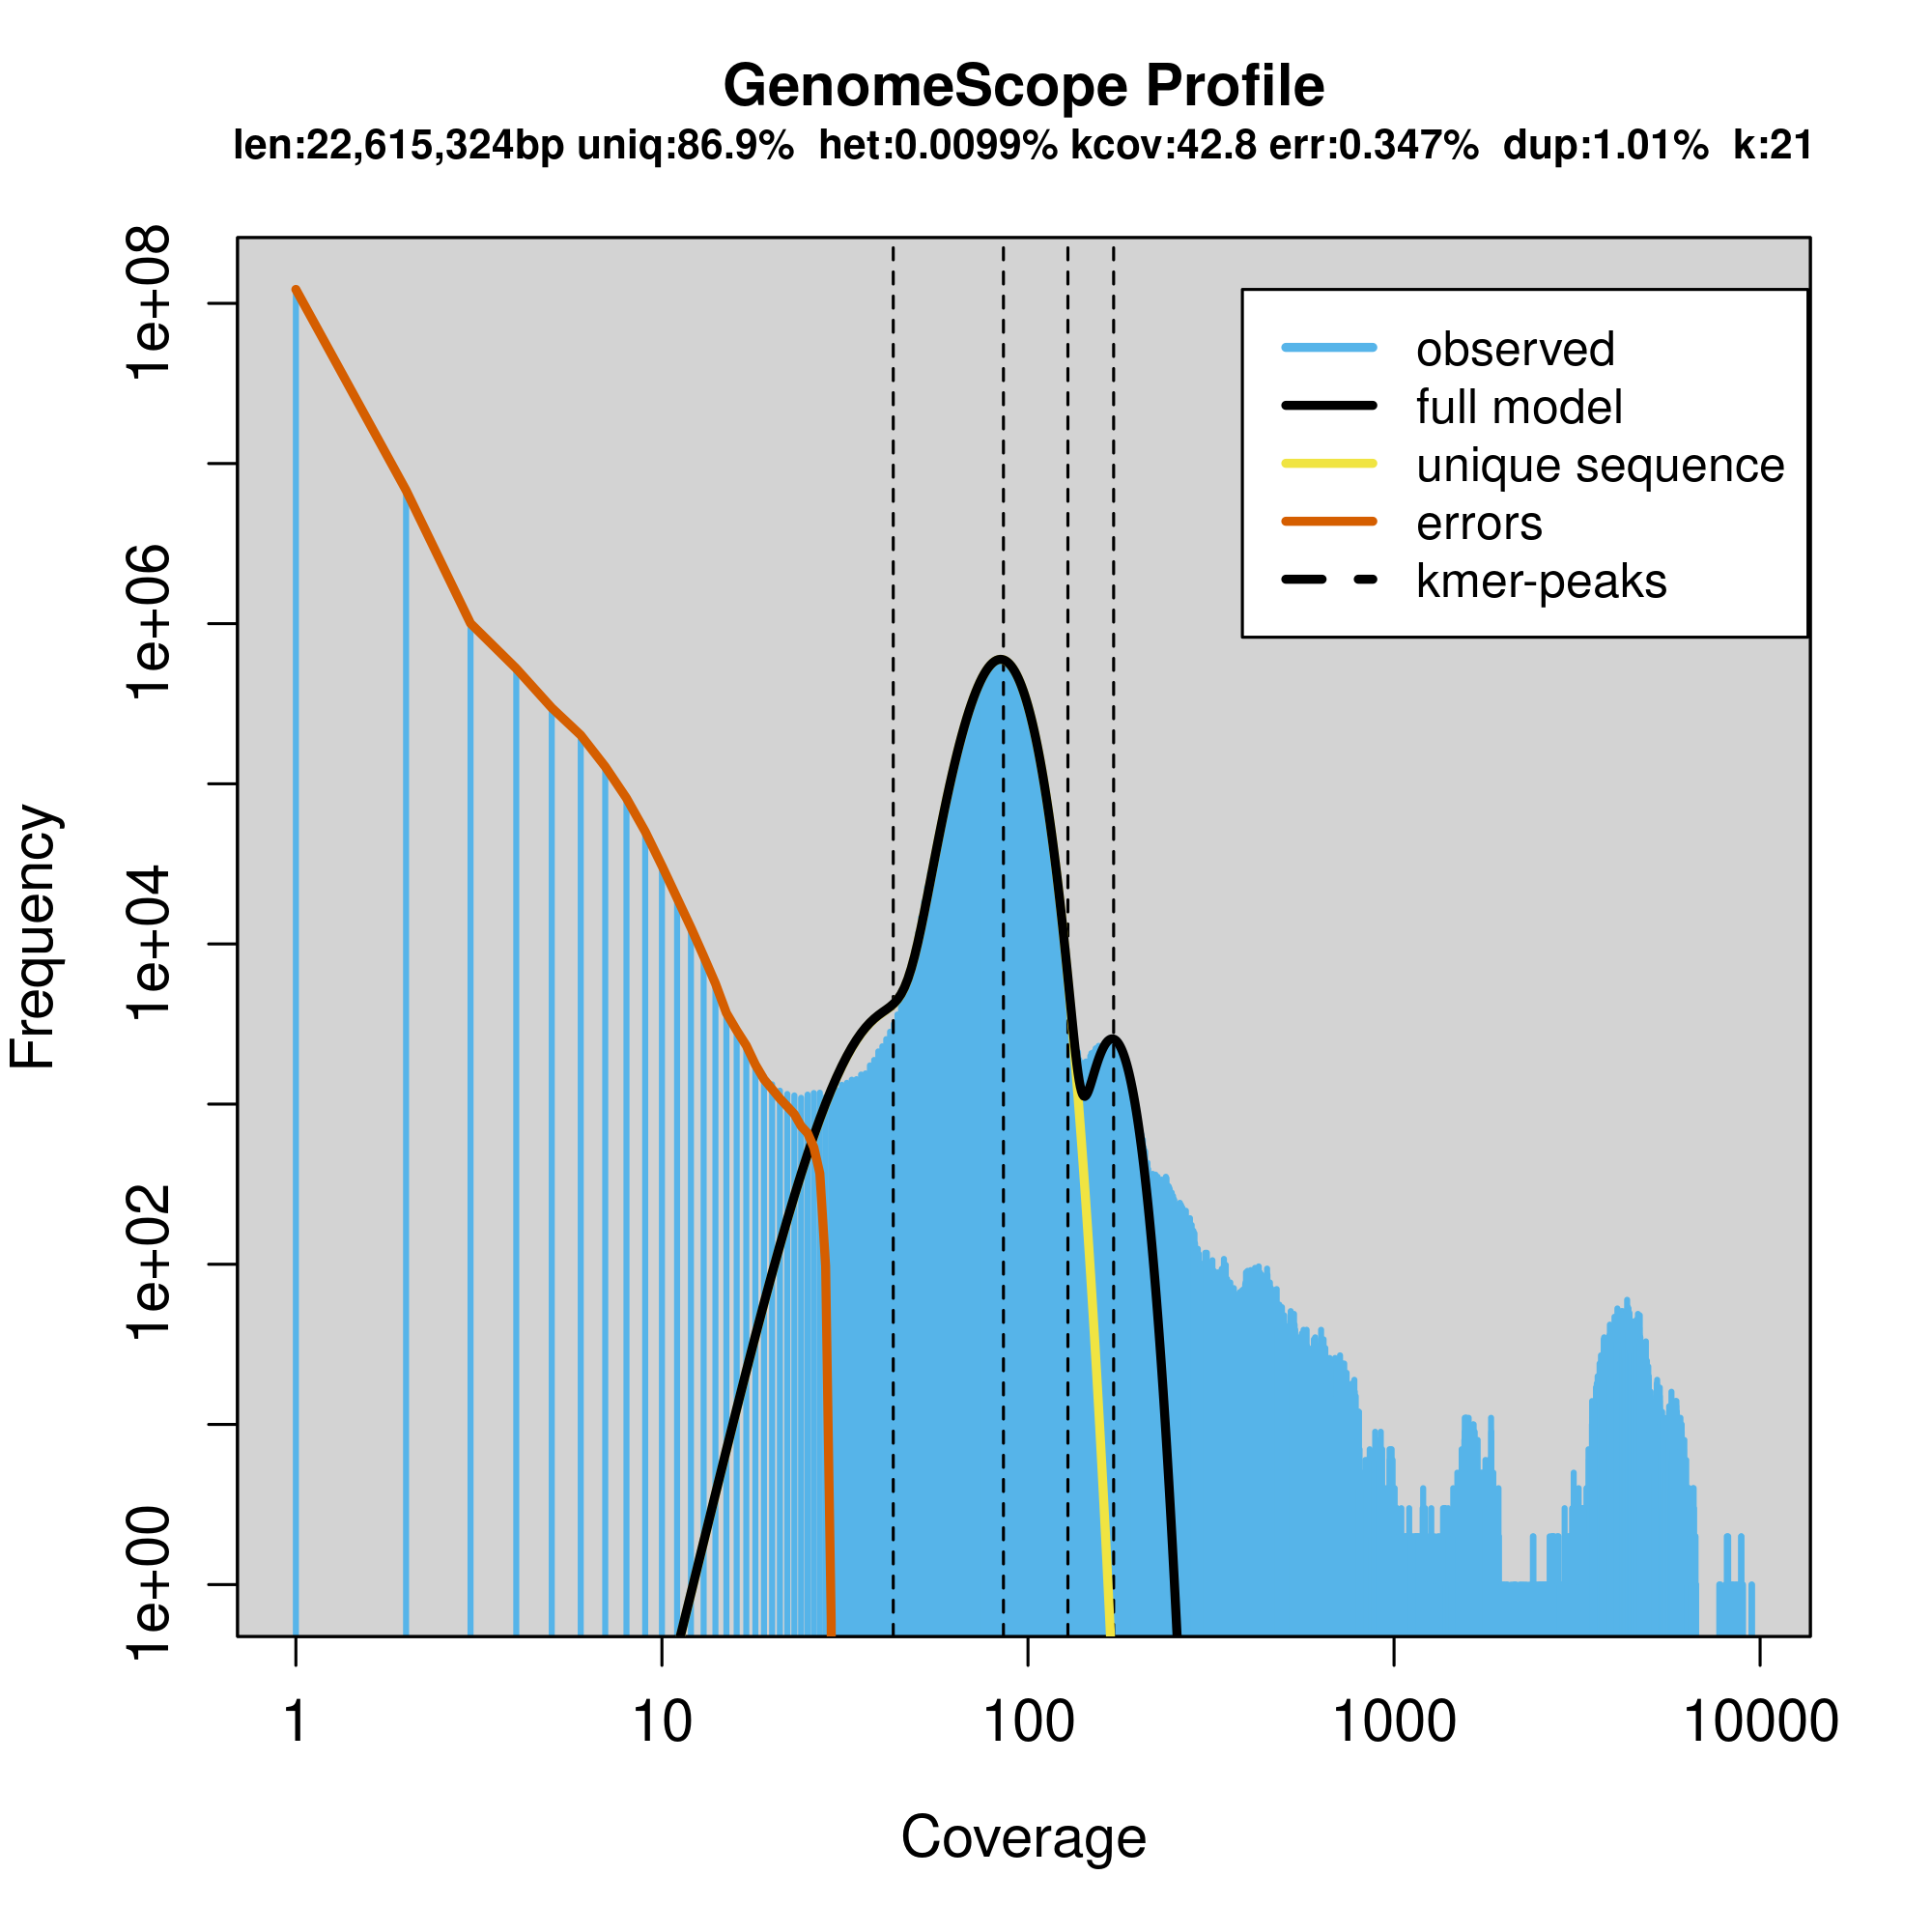 GenomeScope Profile
len:22,615,324bp uniq:86.9% het:0.0099% kcov:42.8 err:0.347% dup:1.01% k:21
1e+08
1e+06
1e+04
1e+02
1e+00
Frequency
observed
full model
unique sequence
errors
kmer-peaks
1 10 100 1000 10000
Coverage